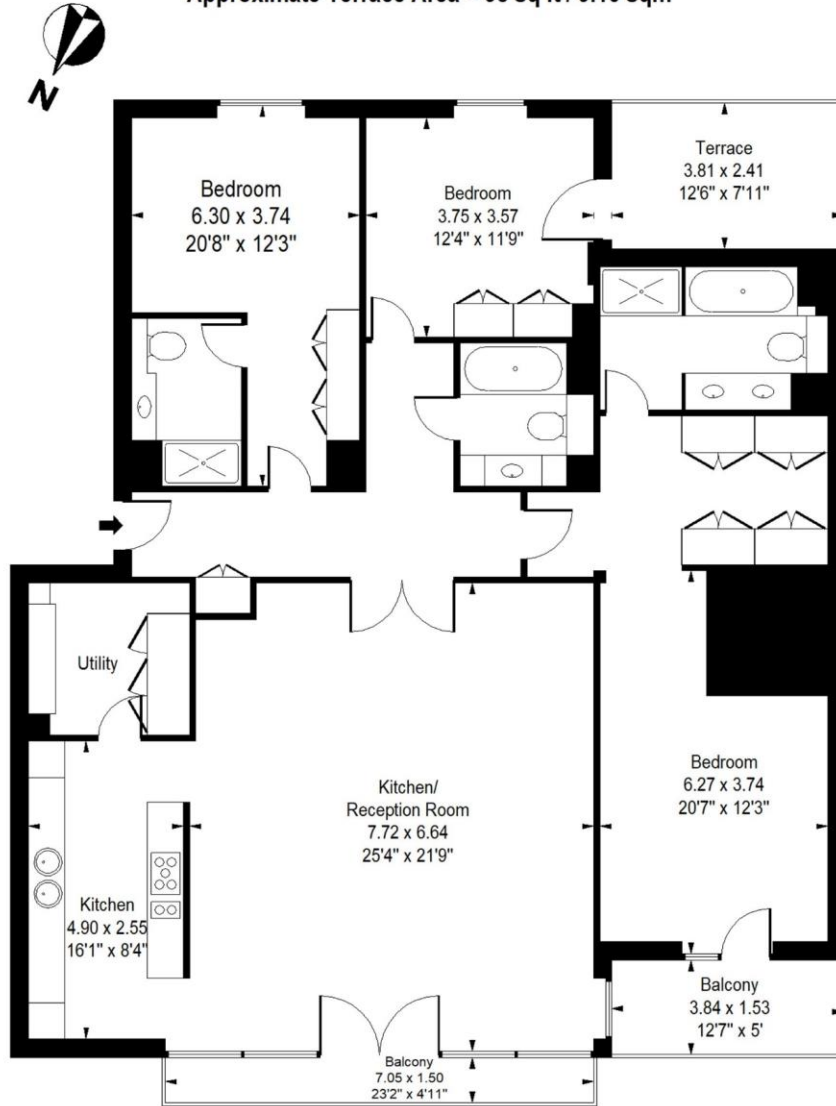 N
Bedroom
6.30 x 3.74
20'8" x 12'3"
Bedroom
3.75 x 3.57
12'4" x 11'9"
Terrace
3.81 x 2.41
12'6" x 7'11"
Utility
Kitchen/
Reception Room
7.72 x 6.64
25'4" x 21'9"
Bedroom
6.27 x 3.74
20'7" x 12'3"
Kitchen
4.90 x 2.55
16'1" x 8'4"
Balcony
3.84 x 1.53
12'7" x 5'
Balcony
7.05 x 1.50
23'2" x 4'11"